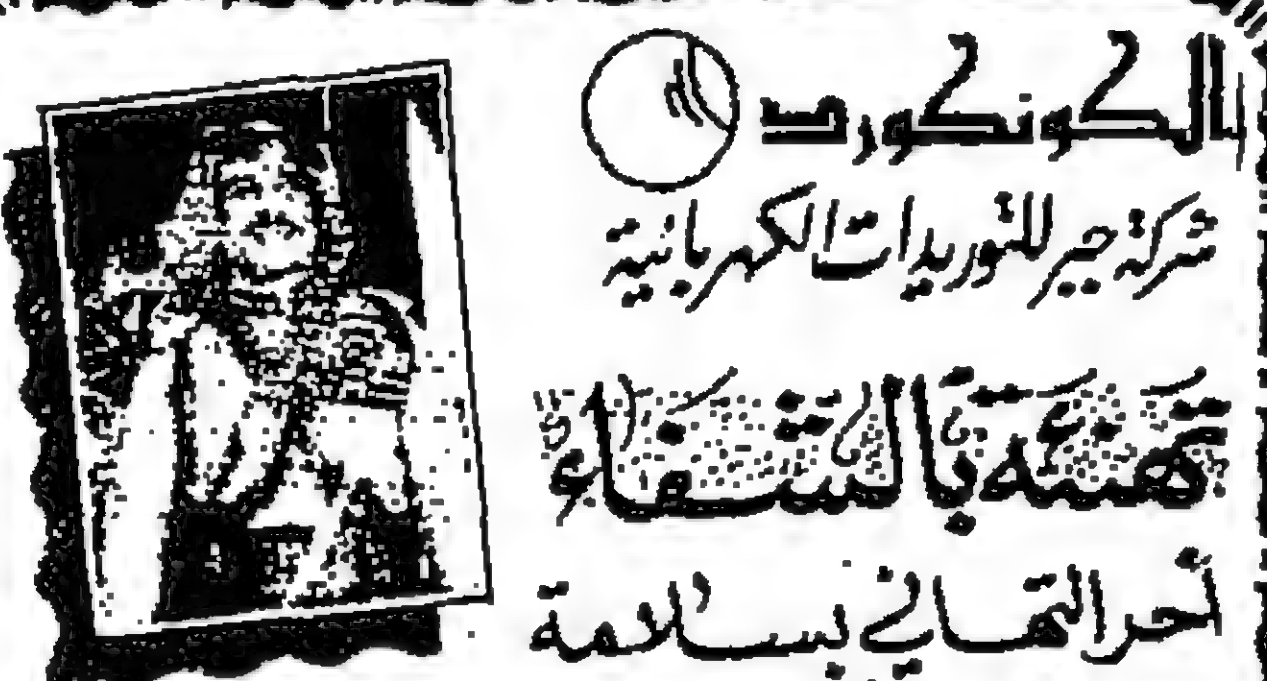 الكونكورد
شركة جبر للتوريدات الكهربائية
تهنئة بالشفاء
أحر التهاني بسلامة